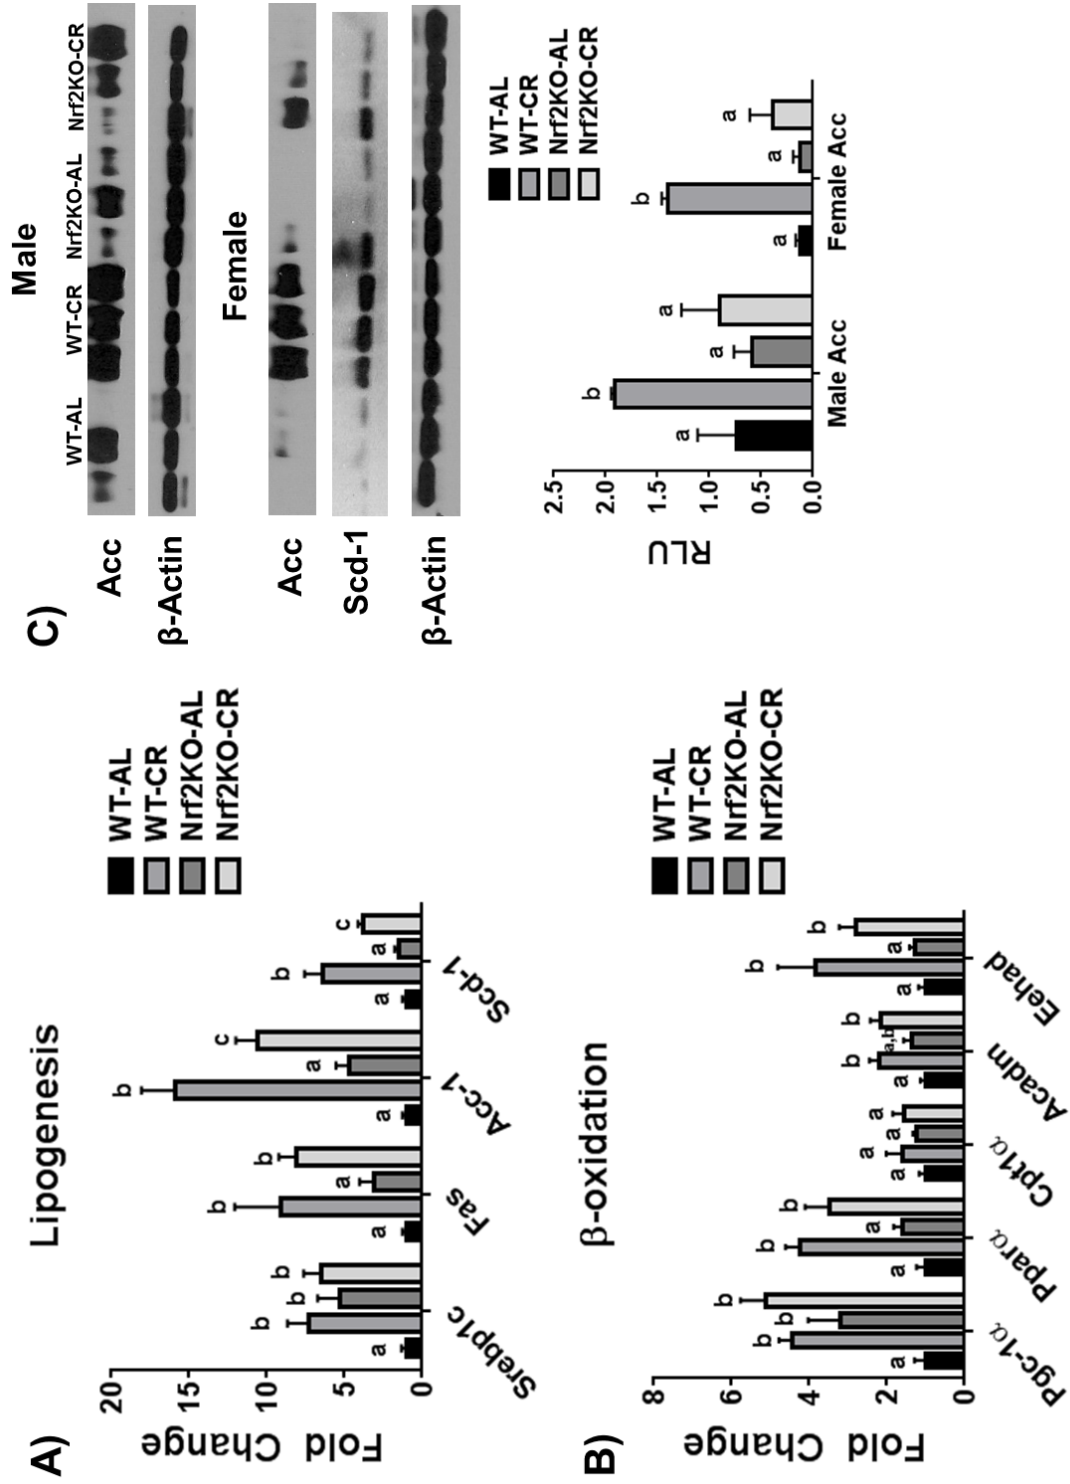 A)
Lipogenesis
Fold Change
20
15
10
5
0
a
b
b
b
a
b
a
b
a
b
a
c
a
b
a
c
Srebp1c
Fas
Acc-1
Scd-1
WT-AL
WT-CR
Nrf2KO-AL
Nrf2KO-CR
B)
β-oxidation
Fold Change
8
6
4
2
0
a
b
b
b
a
b
a
b
a
a
a
a
a
b
a,b
b
a
b
a
b
Pgc-1α
Pparα
Cpt1α
Acadm
Eehad
WT-AL
WT-CR
Nrf2KO-AL
Nrf2KO-CR
C)
Male
WT-AL
WT-CR
Nrf2KO-AL
Nrf2KO-CR
Acc
β-Actin
Female
Acc
Scd-1
β-Actin
RLU
2.5
2.0
1.5
1.0
0.5
0.0
a
b
a
a
a
b
a
a
Male Acc
Female Acc
WT-AL
WT-CR
Nrf2KO-AL
Nrf2KO-CR